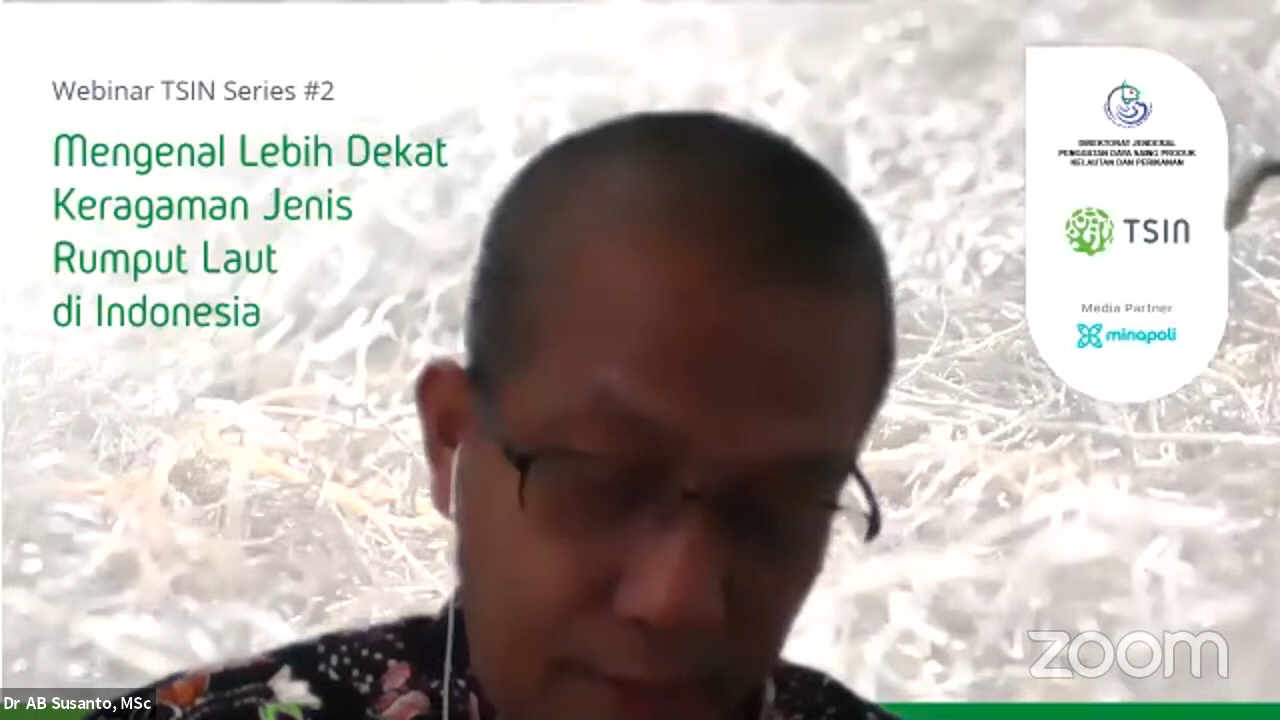 Webinar TSIN Series #2
Mengenal Lebih Dekat
Keragaman Jenis
Rumput Laut
di Indonesia
DIREKTORAT JENDERAL
PENGUATAN DAYA SAING PRODUK
KELAUTAN DAN PERIKANAN
TSIN
Media Partner
minapoli
zoom
Dr AB Susanto, MSc